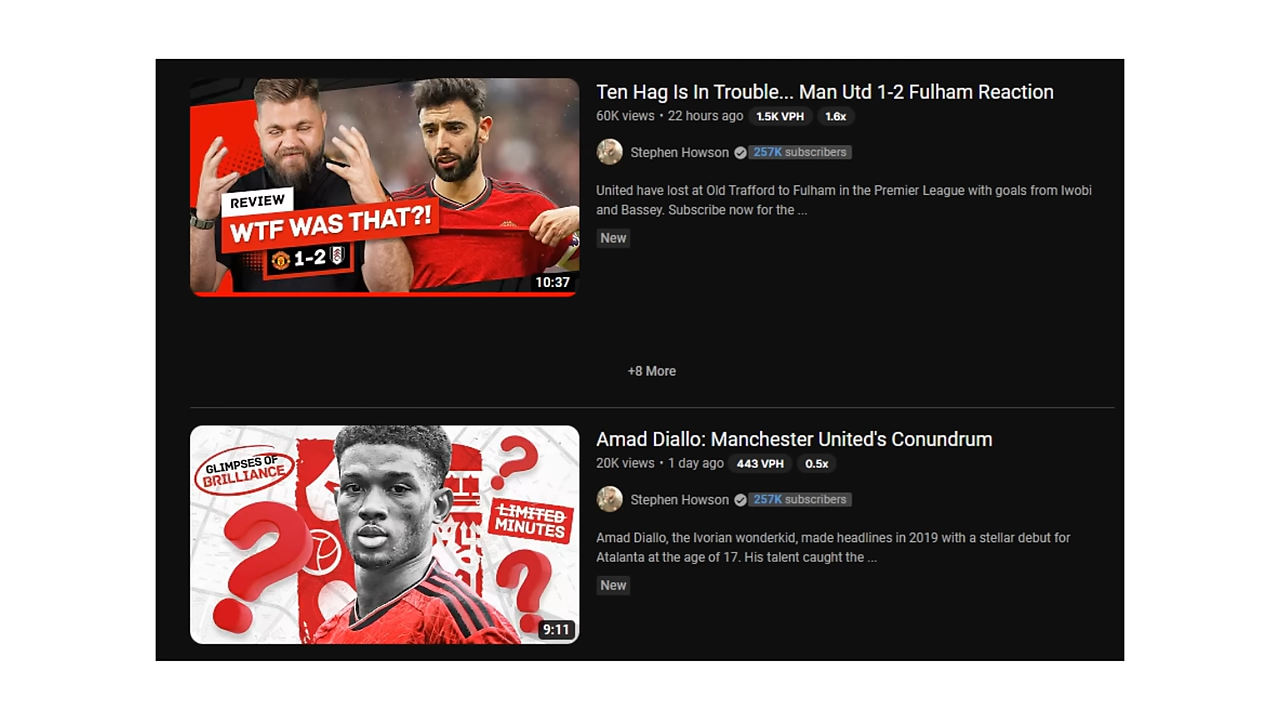 REVIEW
WTF WAS THAT?!
1-2
10:37
Ten Hag Is In Trouble... Man Utd 1-2 Fulham Reaction
60K views • 22 hours ago 1.5K VPH 1.6x
Stephen Howson 257K subscribers
United have lost at Old Trafford to Fulham in the Premier League with goals from Iwobi
and Bassey. Subscribe now for the ...
New
+8 More
GLIMPSES OF
BRILLIANCE
LIMITED
MINUTES
9:11
Amad Diallo: Manchester United's Conundrum
20K views • 1 day ago 443 VPH 0.5x
Stephen Howson 257K subscribers
Amad Diallo, the Ivorian wonderkid, made headlines in 2019 with a stellar debut for
Atalanta at the age of 17. His talent caught the ...
New